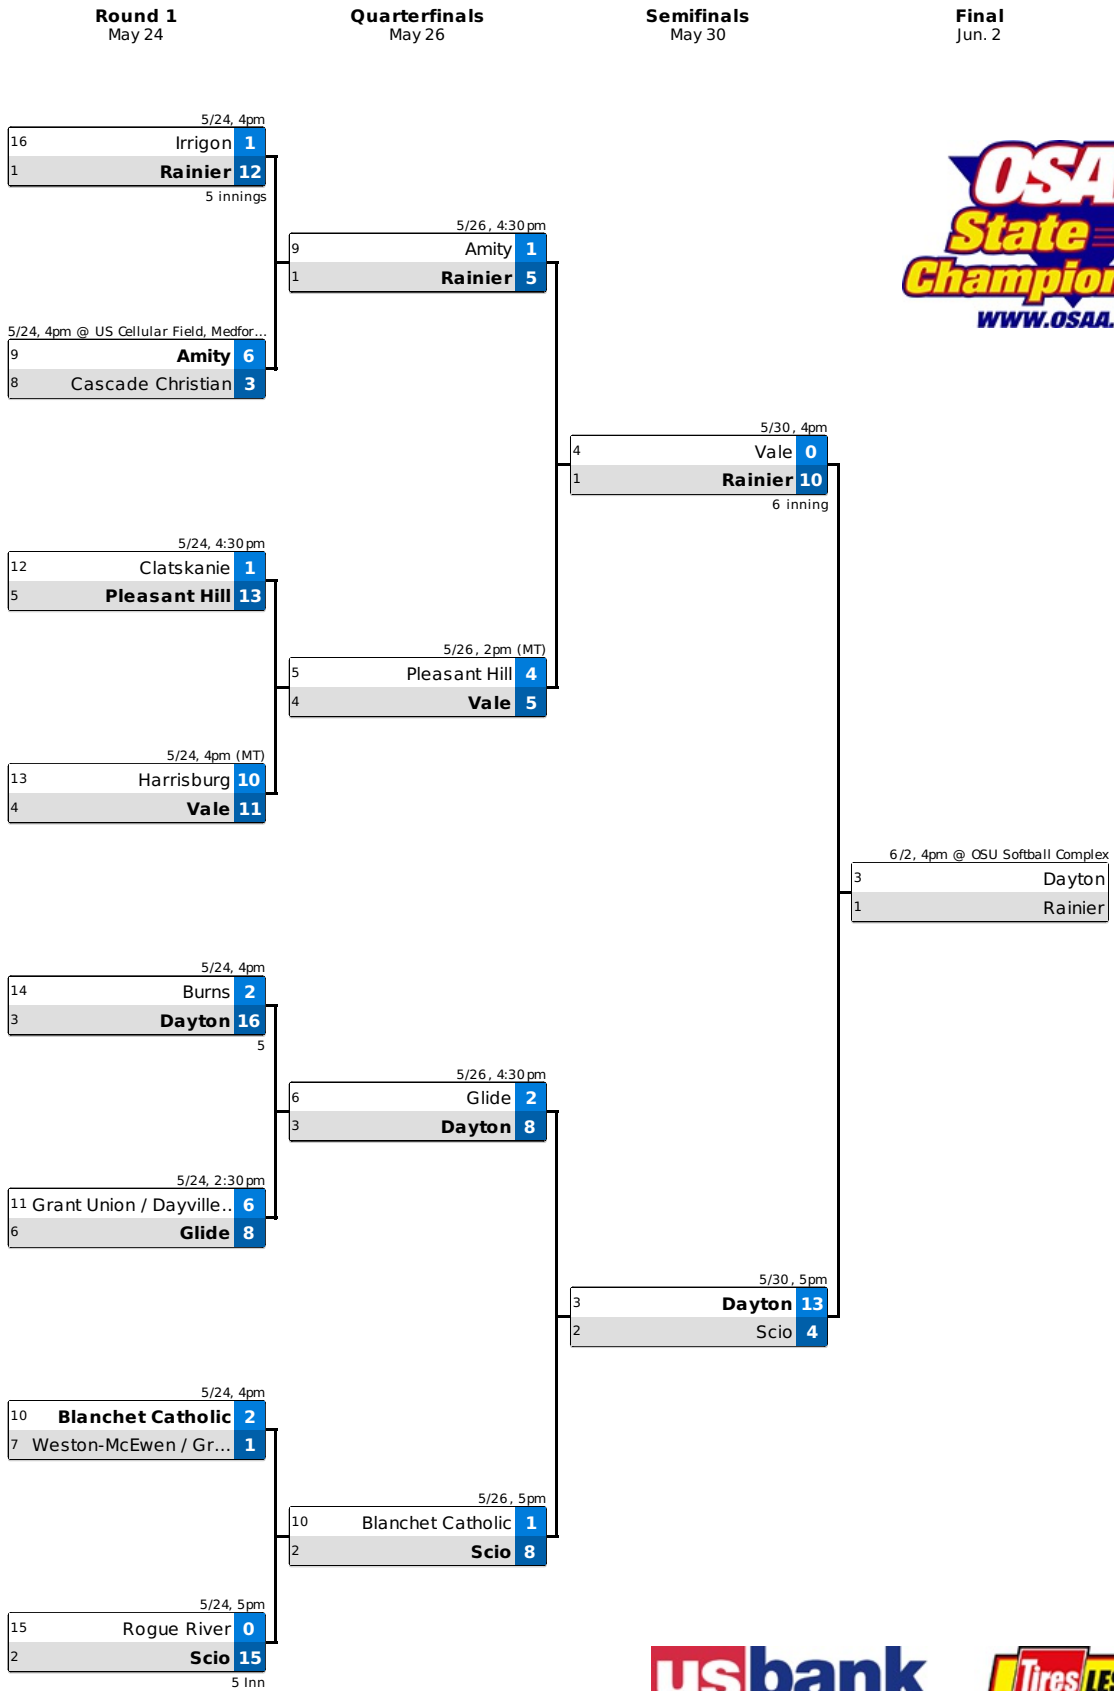 Round 1
May 24
Quarterfinals
May 26
Semifinals
May 30
Final
Jun. 2
5/24, 4pm
16 Irrigon 1
1 Rainier 12
5 innings
5/26, 4:30pm
9 Amity 1
1 Rainier 5
5/24, 4pm @ US Cellular Field, Medfor...
9 Amity 6
8 Cascade Christian 3
OSA
State
Champion
WWW.OSAA.
5/30, 4pm
4 Vale 0
1 Rainier 10
6 inning
5/24, 4:30pm
12 Clatskanie 1
5 Pleasant Hill 13
5/26, 2pm (MT)
5 Pleasant Hill 4
4 Vale 5
5/24, 4pm (MT)
13 Harrisburg 10
4 Vale 11
6/2, 4pm @ OSU Softball Complex
3 Dayton
1 Rainier
5/24, 4pm
14 Burns 2
3 Dayton 16
5
5/26, 4:30pm
6 Glide 2
3 Dayton 8
5/24, 2:30pm
11 Grant Union / Dayville.. 6
6 Glide 8
5/30, 5pm
3 Dayton 13
2 Scio 4
5/24, 4pm
10 Blanchet Catholic 2
7 Weston-McEwen / Gr... 1
5/26, 5pm
10 Blanchet Catholic 1
2 Scio 8
5/24, 5pm
15 Rogue River 0
2 Scio 15
5 Inn
usbank
Tires LES